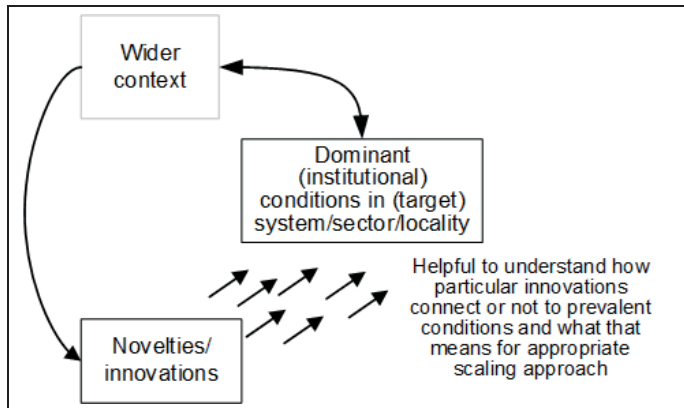 Wider
context
Dominant
(institutional)
conditions in (target)
system/sector/locality
Helpful to understand how
particular innovations
connect or not to prevalent
conditions and what that
means for appropriate
scaling approach
Novelties/
innovations